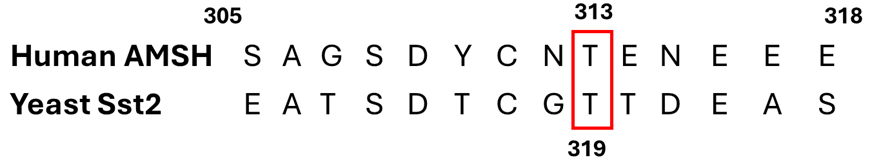 305 313 318
Human AMSH S A G S D Y C N T E N E E E
Yeast Sst2 E A T S D T C G T T D E A S
319